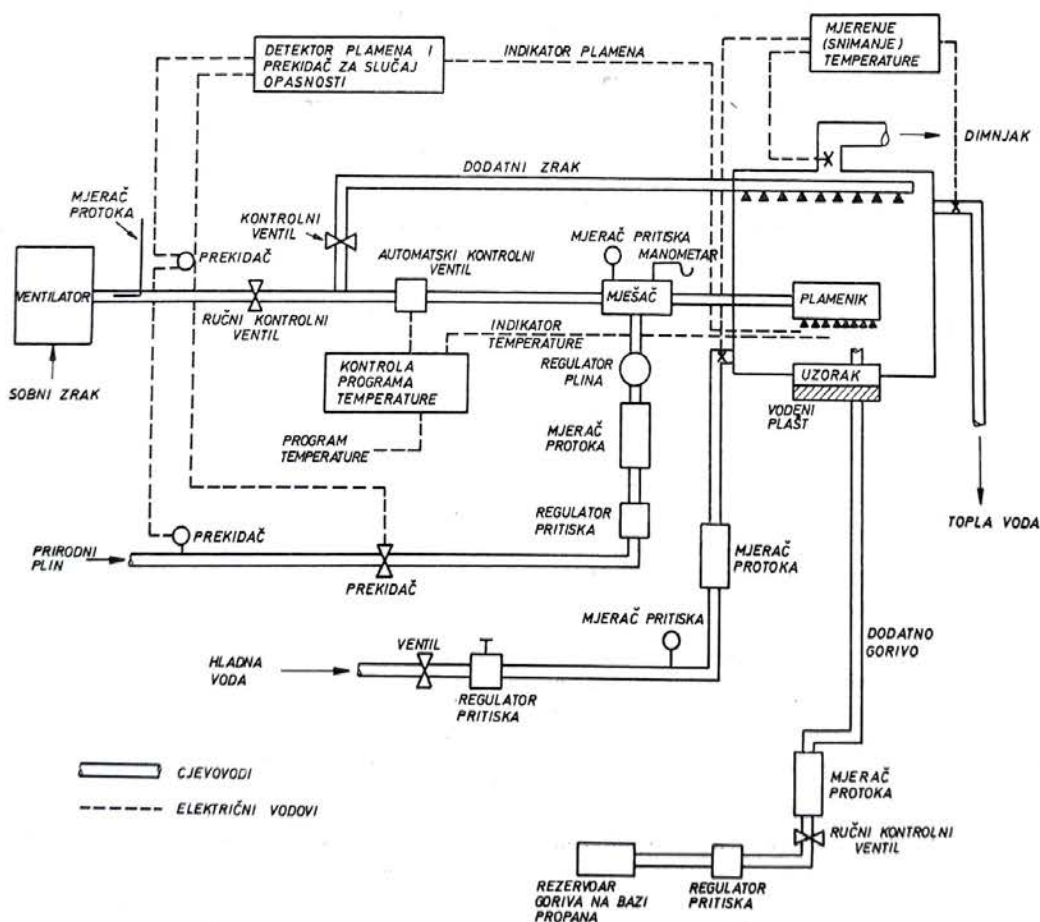 DETEKTOR PLAMENA I
PREKIDAČ ZA SLUČAJ
OPASNOSTI
INDIKATOR PLAMENA
MJERENJE
(SNIMANJE)
TEMPERATURE
DIMNJAK
DODATNI ZRAK
MJERAČ
PROTOKA
KONTROLNI
VENTIL
PREKIDAČ
AUTOMATSKI KONTROLNI
VENTIL
MJERAČ PRITISKA
MANOMETAR
VENTILATOR
MJEŠAČ
PLAMENIK
RUČNI KONTROLNI
VENTIL
INDIKATOR
TEMPERATURE
SOBNI ZRAK
KONTROLA
PROGRAMA
TEMPERATURE
REGULATOR
PLINA
UZORAK
VODENI
PLAŠT
PROGRAM
TEMPERATURE
MJERAČ
PROTOKA
REGULATOR
PRITISKA
TOPLA VODA
PREKIDAČ
PRIRODNI
PLIN
PREKIDAČ
MJERAČ
PROTOKA
MJERAČ PRITISKA
VENTIL
HLADNA
VODA
REGULATOR
PRITISKA
DODATNO
GORIVO
CJEVOVODI
ELEKTRIČNI VODOVI
MJERAČ
PROTOKA
RUČNI KONTROLNI
VENTIL
REZERVOAR
GORIVA NA BAZI
PROPANA
REGULATOR
PRITISKA